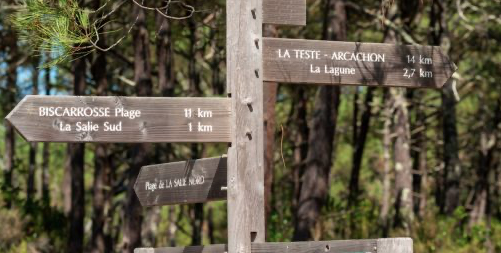 LA TESTE - ARCACHON 14 km
La Lagune 2,7 km
BISCARROSSE Plage 11 km
La Salie Sud 1 km
Plage de LA SALIE NORD